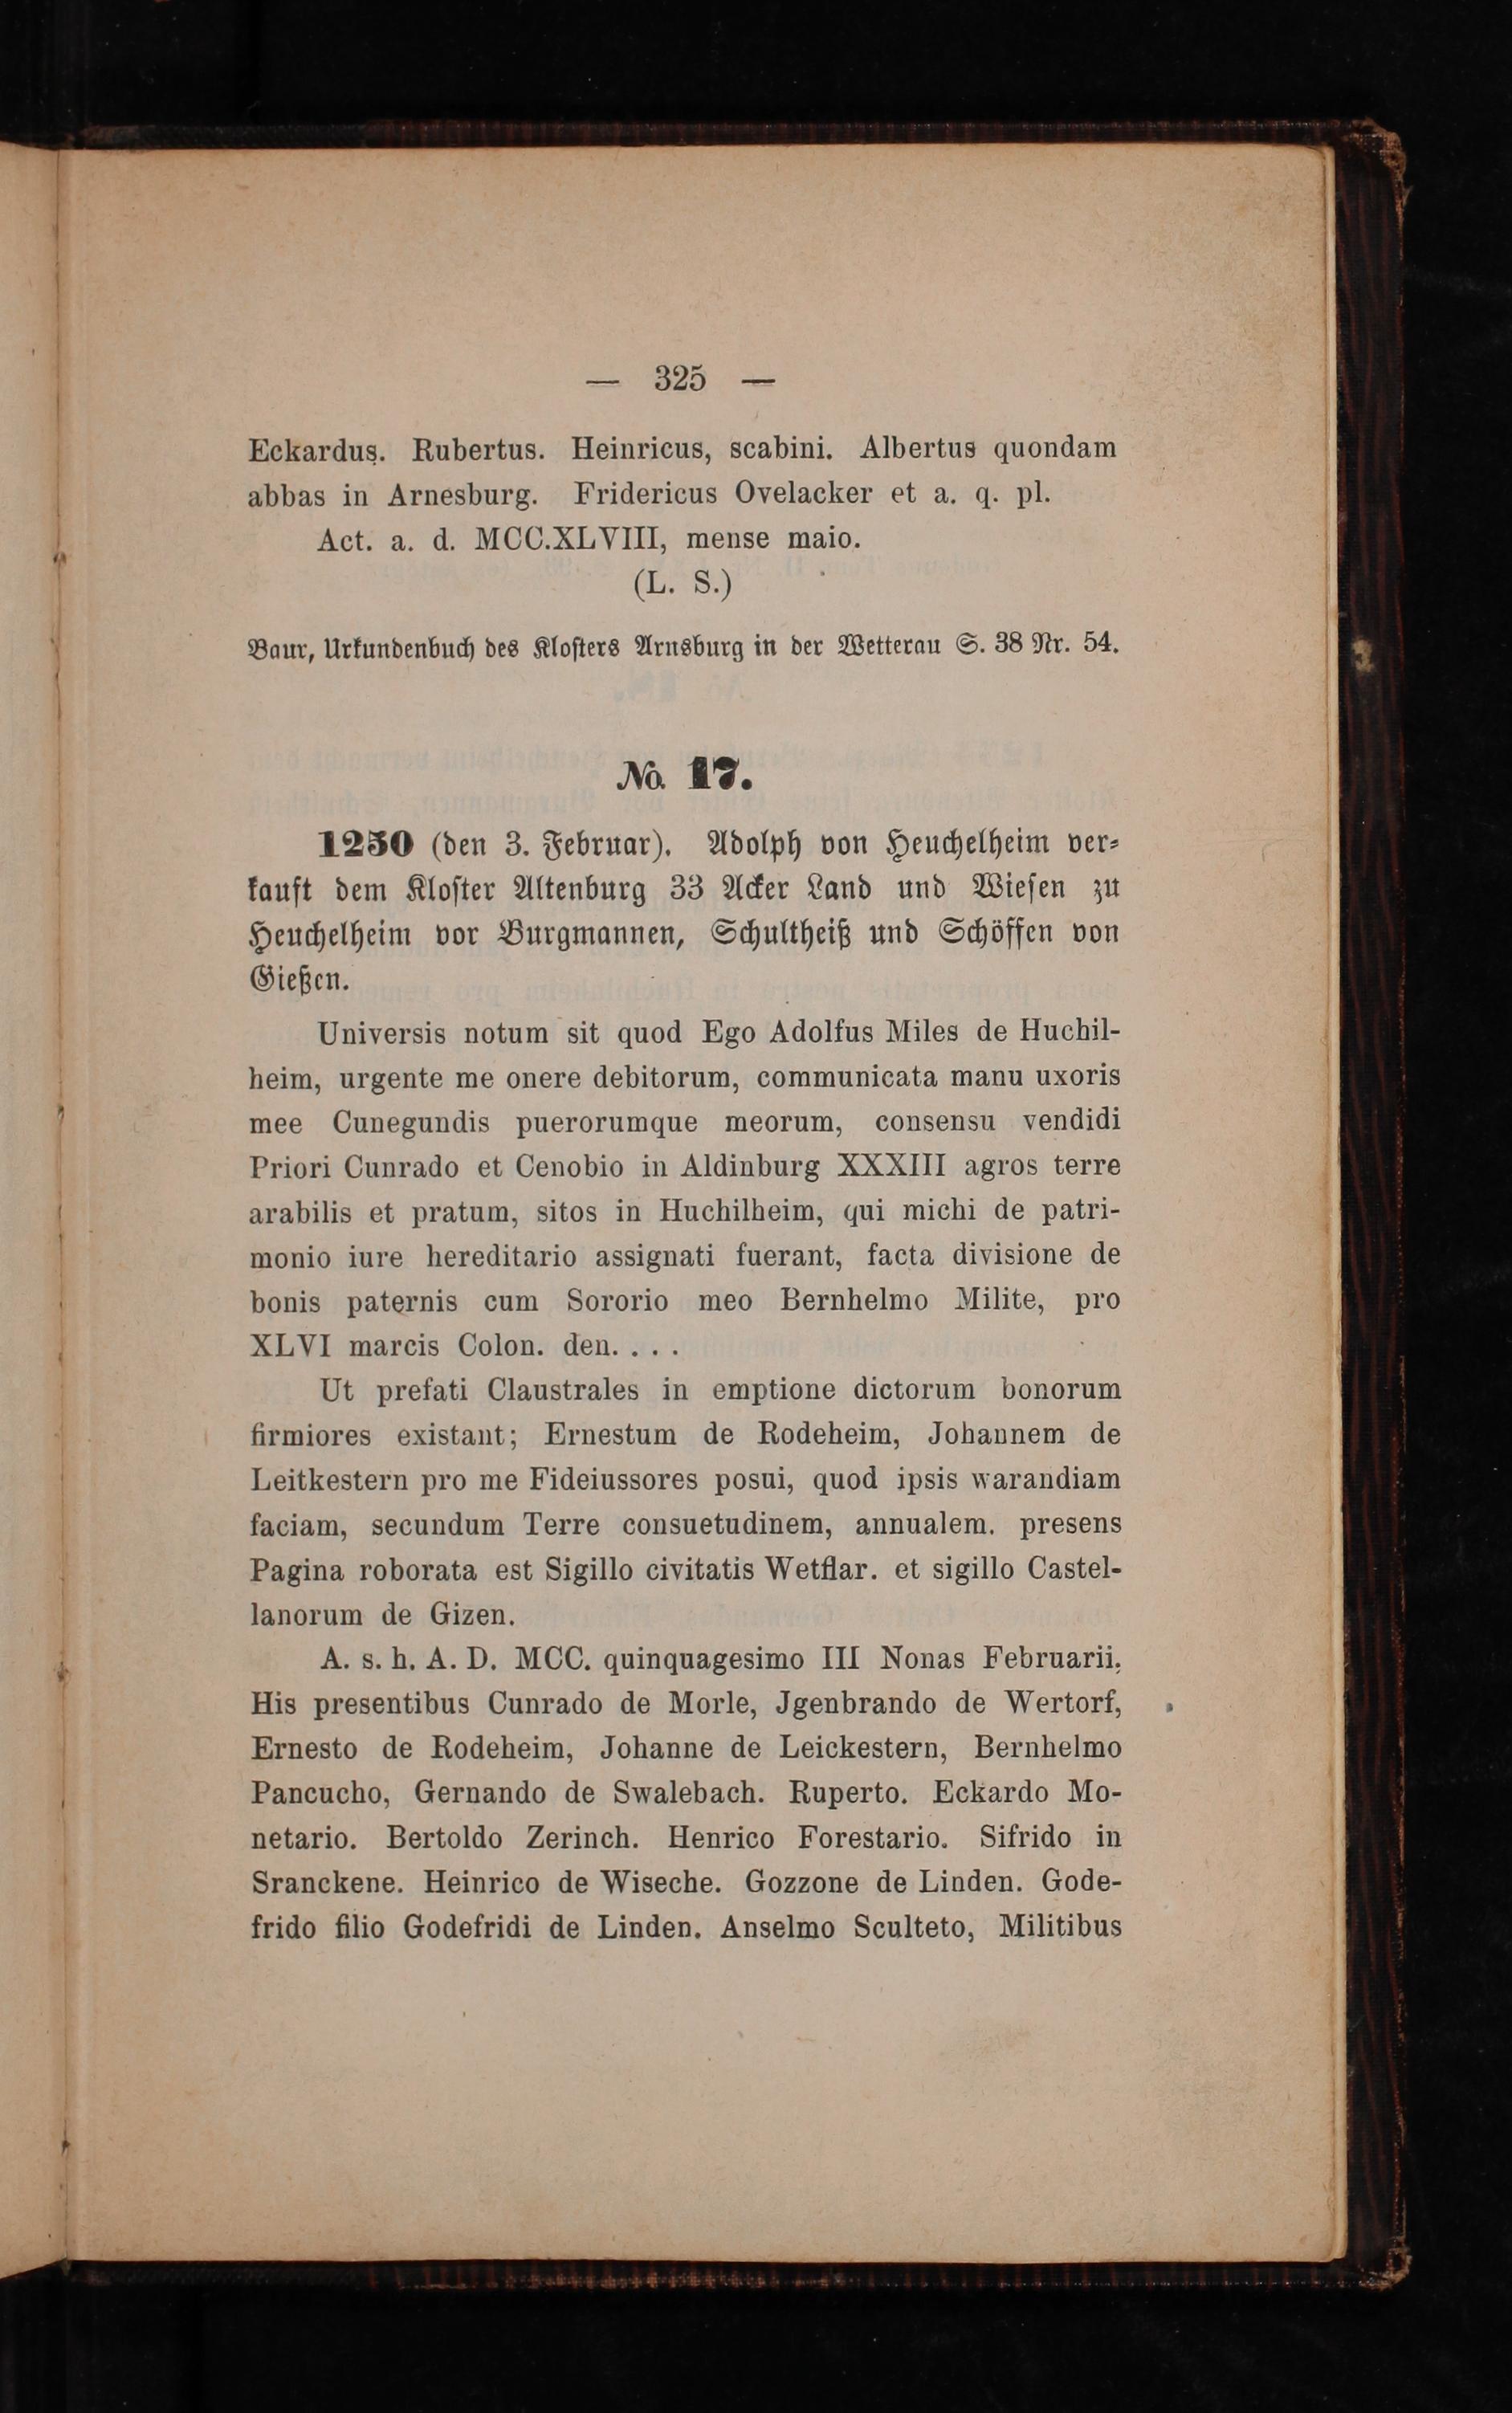 — 325 —
Eckardus. Rubertus. Heinricus, scabini. Albertus quondam
abbas in Arnesburg. Fridericus Ovelacker et a. q. pl.
Act. a. d. MCC.XLVIII, mense maio.
(L. S.)
Baur, Urkundenbuch des Klosters Arnsburg in der Wetterau S. 38 Nr. 54.
No. 17.
1250 (den 3. Februar). Adolph von Heuchelheim ver-
kauft dem Kloster Altenburg 33 Acker Land und Wiesen zu
Heuchelheim vor Burgmannen, Schultheiß und Schöffen von
Gießen.
Universis notum sit quod Ego Adolfus Miles de Huchil-
heim, urgente me onere debitorum, communicata manu uxoris
mee Cunegundis puerorumque meorum, consensu vendidi
Priori Cunrado et Cenobio in Aldinburg XXXIII agros terre
arabilis et pratum, sitos in Huchilheim, qui michi de patri-
monio iure hereditario assignati fuerant, facta divisione de
bonis paternis cum Sororio meo Bernhelmo Milite, pro
XLVI marcis Colon. den. . . .
Ut prefati Claustrales in emptione dictorum bonorum
firmiores existant; Ernestum de Rodeheim, Johannem de
Leitkestern pro me Fideiussores posui, quod ipsis warandiam
faciam, secundum Terre consuetudinem, annualem. presens
Pagina roborata est Sigillo civitatis Wetflar. et sigillo Castel-
lanorum de Gizen.
A. s. h. A. D. MCC. quinquagesimo III Nonas Februarii.
His presentibus Cunrado de Morle, Jgenbrando de Wertorf,
Ernesto de Rodeheim, Johanne de Leickestern, Bernhelmo
Pancucho, Gernando de Swalebach. Ruperto. Eckardo Mo-
netario. Bertoldo Zerinch. Henrico Forestario. Sifrido in
Sranckene. Heinrico de Wiseche. Gozzone de Linden. Gode-
frido filio Godefridi de Linden. Anselmo Sculteto, Militibus